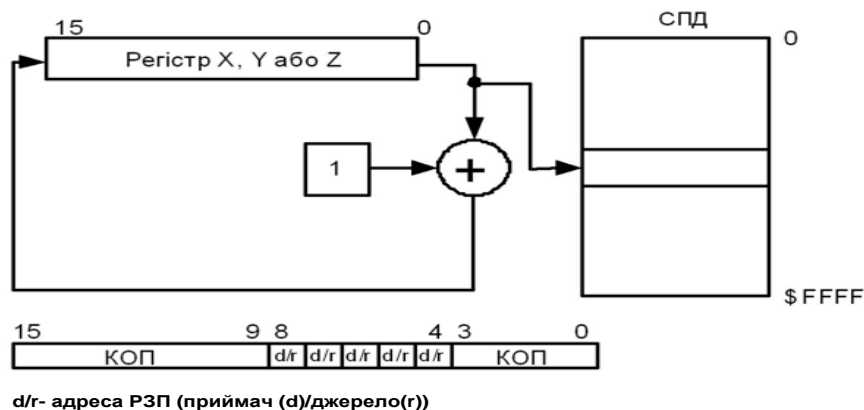 СПД
15 0
0
Регістр X, Y або Z
1
+
$FFFF
15 9 8 4 3 0
КОП d/r d/r d/r d/r d/r КОП
d/r- адреса РЗП (приймач (d)/джерело(r))